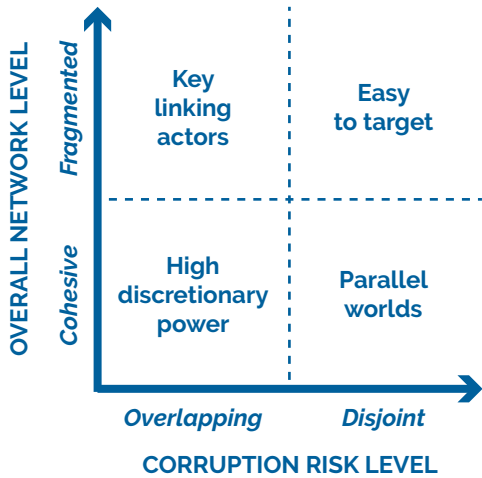 OVERALL NETWORK LEVEL
Fragmented
Cohesive
Key
linking
actors
Easy
to target
High
discretionary
power
Parallel
worlds
Overlapping
Disjoint
CORRUPTION RISK LEVEL